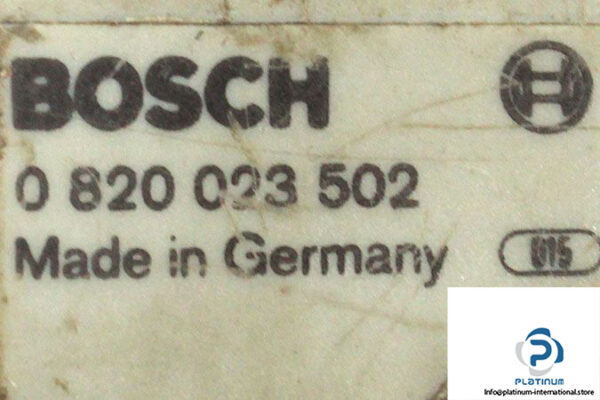 BOSCH
0 820 023 502
Made in Germany
015
PLATINUM
Info@platinum-international.store